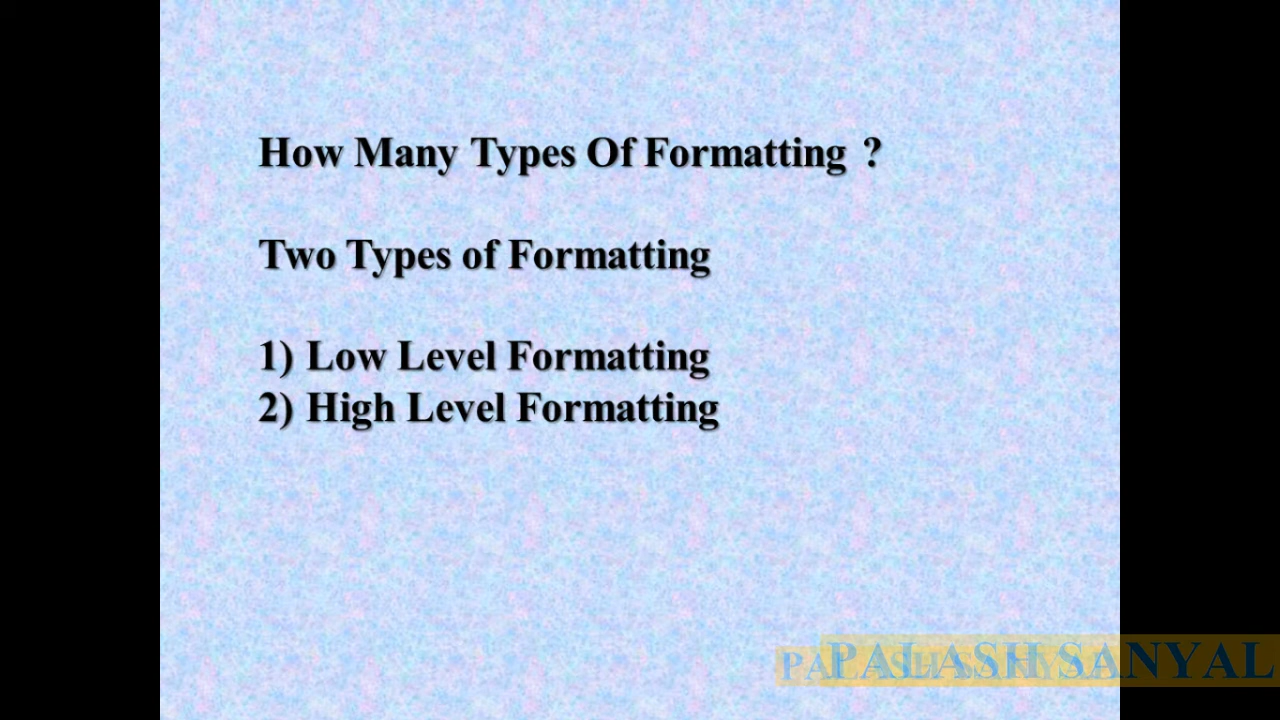 How Many Types Of Formatting ?
Two Types of Formatting
1) Low Level Formatting
2) High Level Formatting
PALASH SANYAL